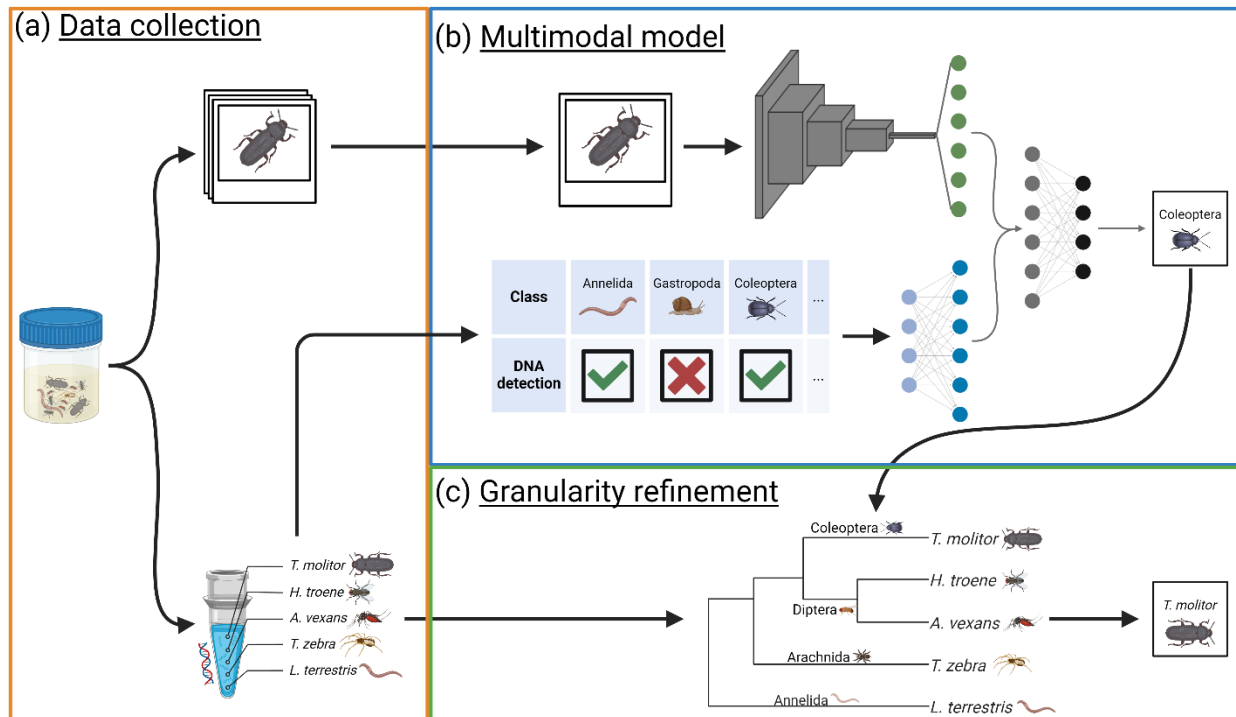 (a) Data collection
T. molitor
H. troene
A. vexans
T. zebra
L. terrestris
(b) Multimodal model
Class
Annelida
Gastropoda
Coleoptera
...
DNA
detection
...
Coleoptera
(c) Granularity refinement
Coleoptera
T. molitor
H. troene
Diptera
A. vexans
Arachnida
T. zebra
Annelida
L. terrestris
T. molitor